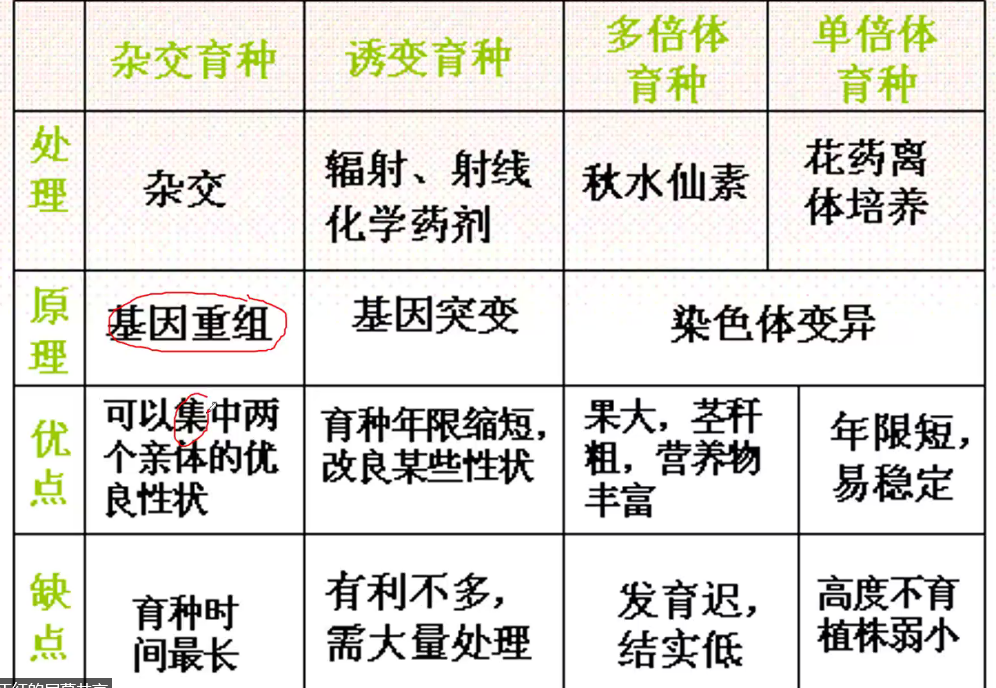 杂交育种
诱变育种
多倍体
育种
单倍体
育种
处
理
杂交
辐射、射线
化学药剂
秋水仙素
花药离
体培养
原
理
基因重组
基因突变
染色体变异
优
点
可以集中两
个亲体的优
良性状
育种年限缩短，
改良某些性状
果大，茎秆
粗，营养物
丰富
年限短，
易稳定
缺
点
育种时
间最长
有利不多，
需大量处理
发育迟，
结实低
高度不育
植株弱小